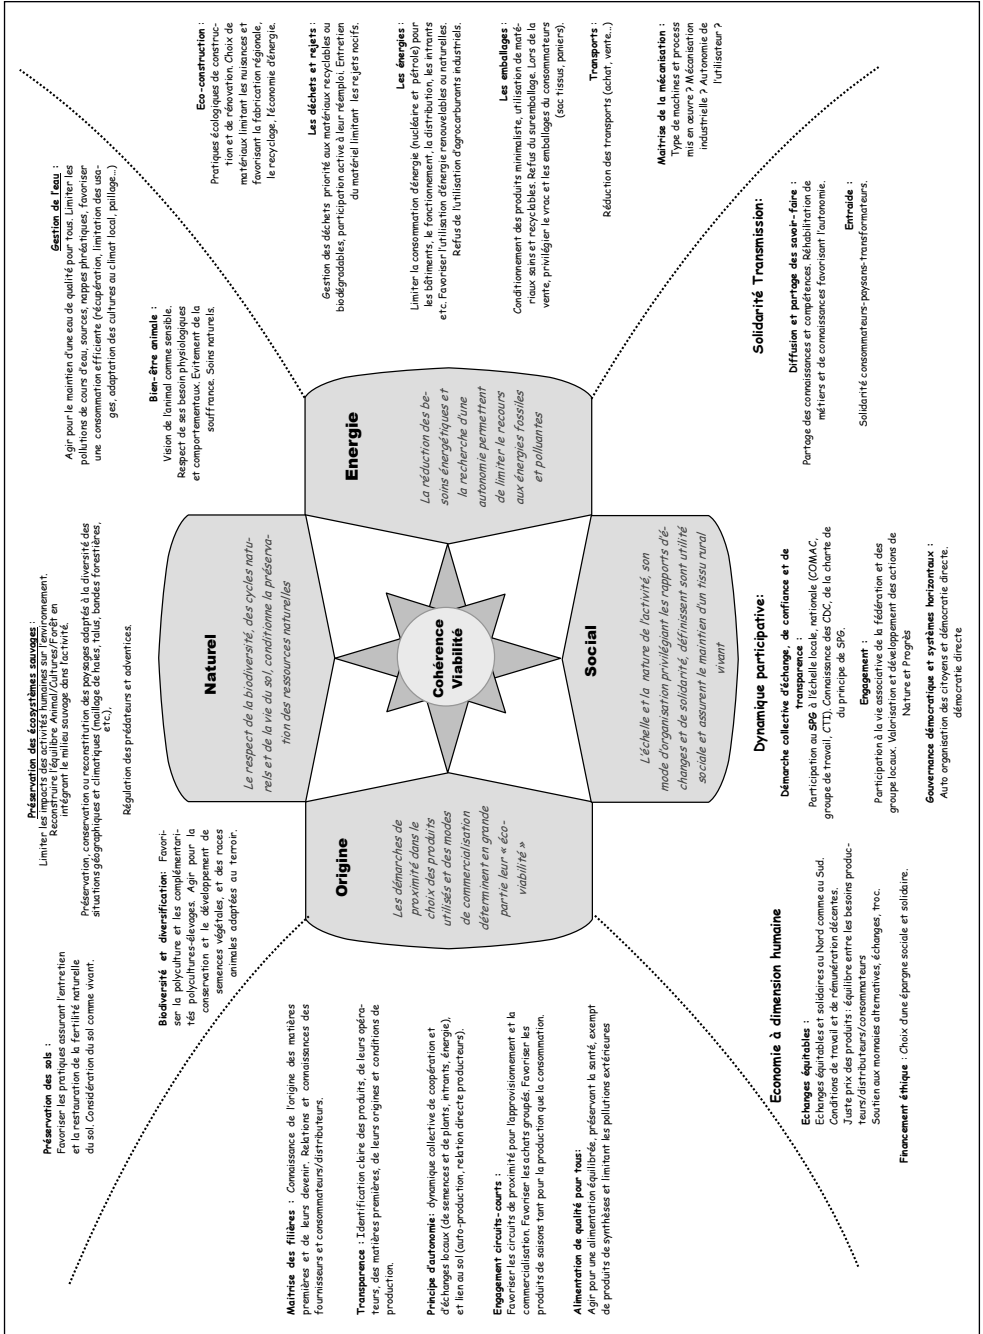 Préservation des sols :
Favoriser les pratiques assurant l'entretien
et la restauration de la fertilité naturelle
du sol. Considération du sol comme vivant.
Préservation des écosystèmes sauvages :
Limiter les impacts des activités humaines sur l'environnement.
Reconstruire l'équilibre Animal/Cultures/Forêt en
intégrant le milieu sauvage dans l'activité.
Préservation, conservation ou reconstitution des paysages adaptés à la diversité des
situations géographiques et climatiques (maillage de haies, talus, bandes forestières,
etc.),
Régulation des prédateurs et adventices.
Gestion de l'eau :
Agir pour le maintien d'une eau de qualité pour tous. Limiter les
pollutions de cours d'eau, sources, nappes phréatiques, favoriser
une consommation efficiente (récupération, limitation des usa-
ges, adaptation des cultures au climat local, paillage…)
Biodiversité et diversification: Favori-
ser la polyculture et les complémentari-
tés polycultures-élevages. Agir pour la
conservation et le développement de
semences végétales, et des races
animales adaptées au terroir.
Bien-être animale :
Vision de l'animal comme sensible.
Respect de ses besoin physiologiques
et comportementaux. Evitement de la
souffrance. Soins naturels.
Naturel
Le respect de la biodiversité, des cycles natu-
rels et de la vie du sol, conditionne la préserva-
tion des ressources naturelles
Maitrise des filières : Connaissance de l'origine des matières
premières et de leurs devenir. Relations et connaissances des
fournisseurs et consommateurs/distributeurs.
Transparence : Identification claire des produits, de leurs opéra-
teurs, des matières premières, de leurs origines et conditions de
production.
Principe d'autonomie: dynamique collective de coopération et
d'échanges locaux (de semences et de plants, intrants, énergie),
et lien au sol (auto-production, relation directe producteurs).
Engagement circuits-courts :
Favoriser les circuits de proximité pour l'approvisionnement et la
commercialisation. Favoriser les achats groupés. Favoriser les
produits de saisons tant pour la production que la consommation.
Alimentation de qualité pour tous:
Agir pour une alimentation équilibrée, préservant la santé, exempt
de produits de synthèses et limitant les pollutions extérieures
Origine
Les démarches de
proximité dans le
choix des produits
utilisés et des modes
de commercialisation
déterminent en grande
partie leur « éco-
viabilité »
Cohérence
Viabilité
Energie
La réduction des be-
soins énergétiques et
la recherche d'une
autonomie permettent
de limiter le recours
aux énergies fossiles
et polluantes
Eco-construction :
Pratiques écologiques de construc-
tion et de rénovation. Choix de
matériaux limitant les nuisances et
favorisant la fabrication régionale,
le recyclage, l'économie d'énergie.
Les déchets et rejets :
Gestion des déchets priorité aux matériaux recyclables ou
biodégradables, participation active à leur réemploi. Entretien
du matériel limitant les rejets nocifs.
Les énergies :
Limiter la consommation d'énergie (nucléaire et pétrole) pour
les bâtiments, le fonctionnement, la distribution, les intrants
etc. Favoriser l'utilisation d'énergie renouvelables ou naturelles.
Refus de l'utilisation d'agrocarburants industriels.
Les emballages :
Conditionnement des produits minimaliste, utilisation de maté-
riaux sains et recyclables. Refus du suremballage. Lors de la
vente, privilégier le vrac et les emballages du consommateurs
(sac tissus, paniers).
Transports :
Réduction des transports (achat, vente…)
Maitrise de la mécanisation :
Type de machines et process
mis en œuvre ? Mécanisation
industrielle ? Autonomie de
l'utilisateur ?
Social
L'échelle et la nature de l'activité, son
mode d'organisation privilégiant les rapports d'é-
changes et de solidarité, définissent sont utilité
sociale et assurent le maintien d'un tissu rural
vivant
Economie à dimension humaine
Echanges équitables :
Echanges équitables et solidaires au Nord comme au Sud.
Conditions de travail et de rémunération décentes.
Juste prix des produits : équilibre entre les besoins produc-
teurs/distributeurs/consommateurs
Soutien aux monnaies alternatives, échanges, troc.
Financement éthique : Choix d'une épargne sociale et solidaire.
Dynamique participative:
Démarche collective d'échange, de confiance et de
transparence :
Participation au SPG à l'échelle locale, nationale (COMAC,
groupe de travail, CTI). Connaissance des CDC, de la charte de
du principe de SPG.
Engagement :
Participation à la vie associative de la fédération et des
groupe locaux. Valorisation et développement des actions de
Nature et Progrès
Gouvernance démocratique et systèmes horizontaux :
Auto organisation des citoyens et démocratie directe.
démocratie directe
Solidarité Transmission:
Diffusion et partage des savoir-faire :
Partage des connaissances et compétences. Réhabilitation de
métiers et de connaissances favorisant l'autonomie.
Entraide :
Solidarité consommateurs-paysans-transformateurs.